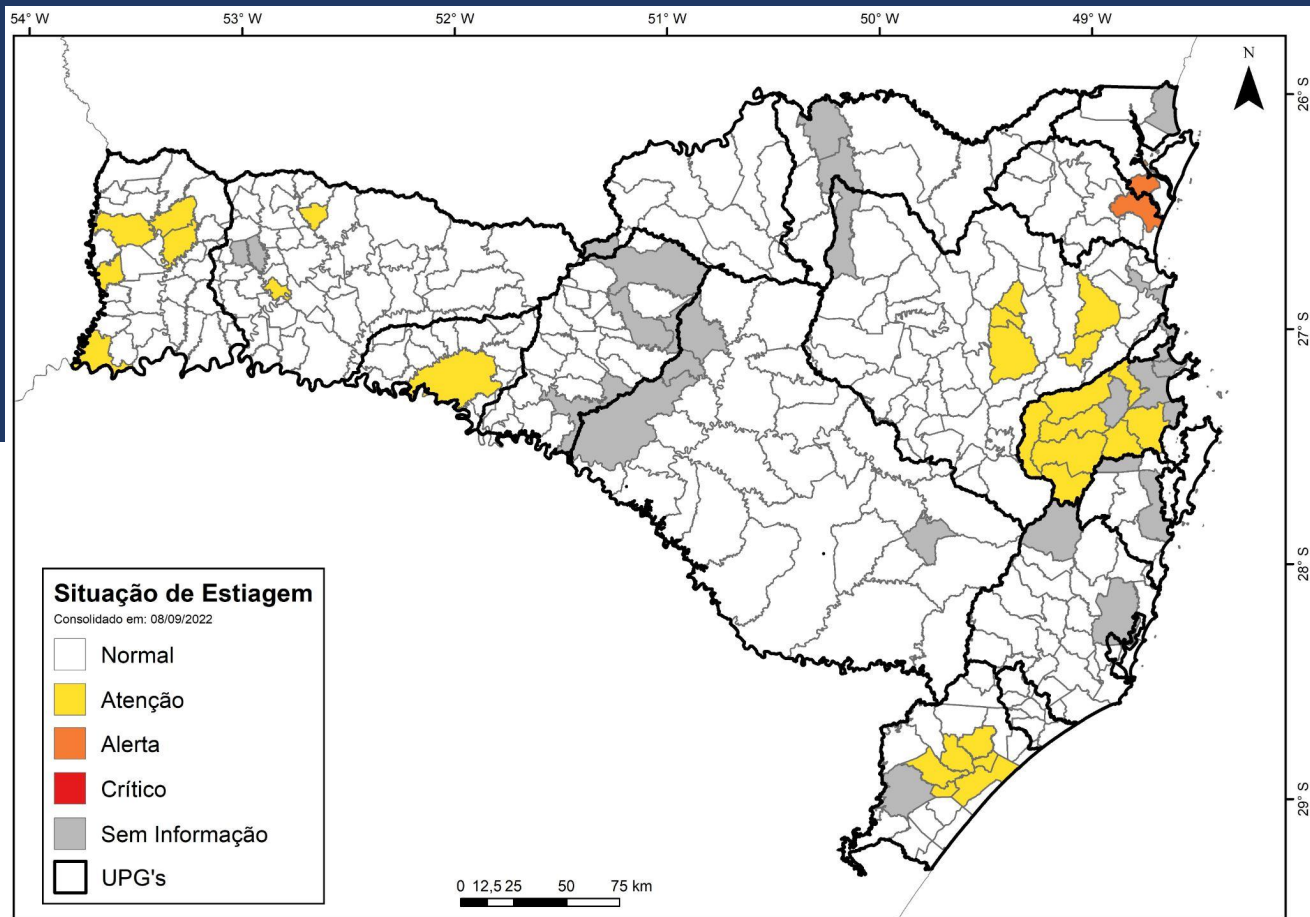 54° W 53° W 52° W 51° W 50° W 49° W
N
26° S
27° S
28° S
29° S
Situação de Estiagem
Consolidado em: 08/09/2022
Normal
Atenção
Alerta
Crítico
Sem Informação
UPG's
0 12,5 25 50 75 km